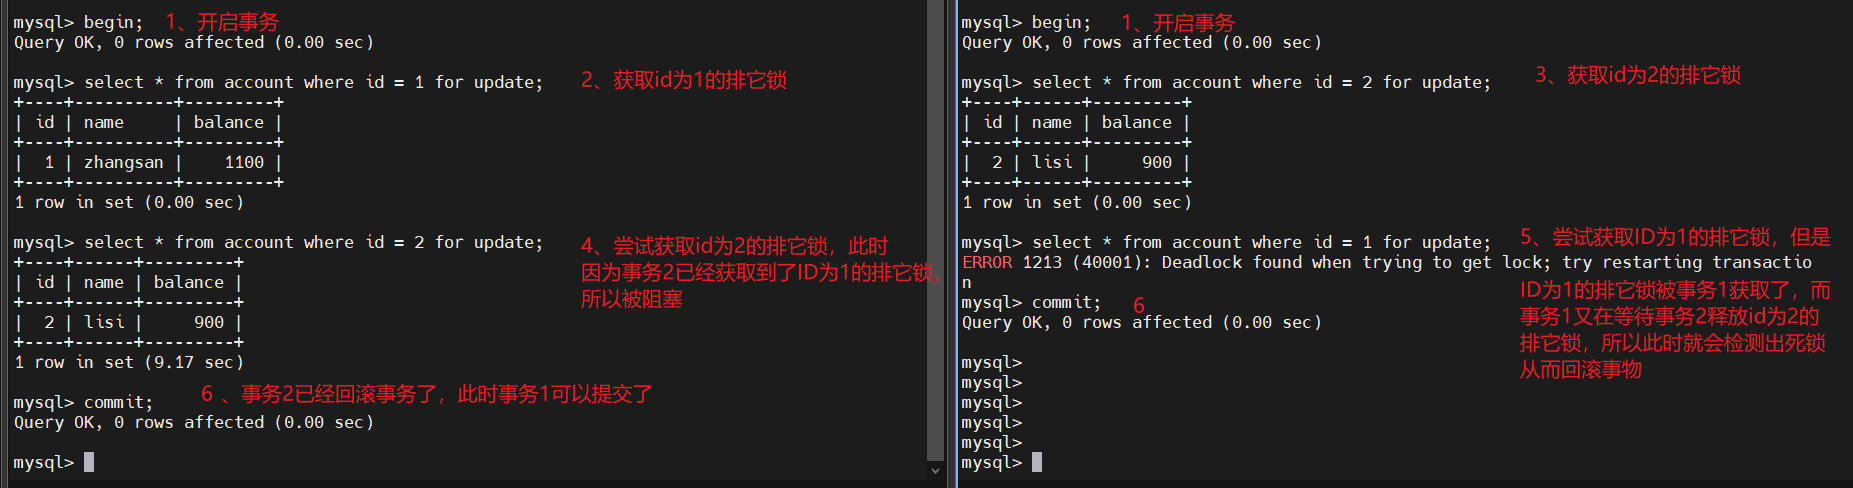 mysql> begin; 1、开启事务
Query OK, 0 rows affected (0.00 sec)
mysql> select * from account where id = 1 for update; 2、获取id为1的排它锁
+----+----------+---------+
| id | name     | balance |
+----+----------+---------+
|  1 | zhangsan |    1100 |
+----+----------+---------+
1 row in set (0.00 sec)
mysql> select * from account where id = 2 for update; 4、尝试获取id为2的排它锁，此时
因为事务2已经获取到了ID为1的排它锁，
所以被阻塞
+----+------+---------+
| id | name | balance |
+----+------+---------+
|  2 | lisi |     900 |
+----+------+---------+
1 row in set (9.17 sec)
6 、事务2已经回滚事务了，此时事务1可以提交了
mysql> commit;
Query OK, 0 rows affected (0.00 sec)
mysql>
mysql> begin; 1、开启事务
Query OK, 0 rows affected (0.00 sec)
mysql> select * from account where id = 2 for update; 3、获取id为2的排它锁
+----+------+---------+
| id | name | balance |
+----+------+---------+
|  2 | lisi |     900 |
+----+------+---------+
1 row in set (0.00 sec)
mysql> select * from account where id = 1 for update; 5、尝试获取ID为1的排它锁，但是
ERROR 1213 (40001): Deadlock found when trying to get lock; try restarting transactio
n
ID为1的排它锁被事务1获取了，而
事务1又在等待事务2释放id为2的
排它锁，所以此时就会检测出死锁
从而回滚事物
mysql> commit; 6
Query OK, 0 rows affected (0.00 sec)
mysql>
mysql>
mysql>
mysql>
mysql>
mysql>